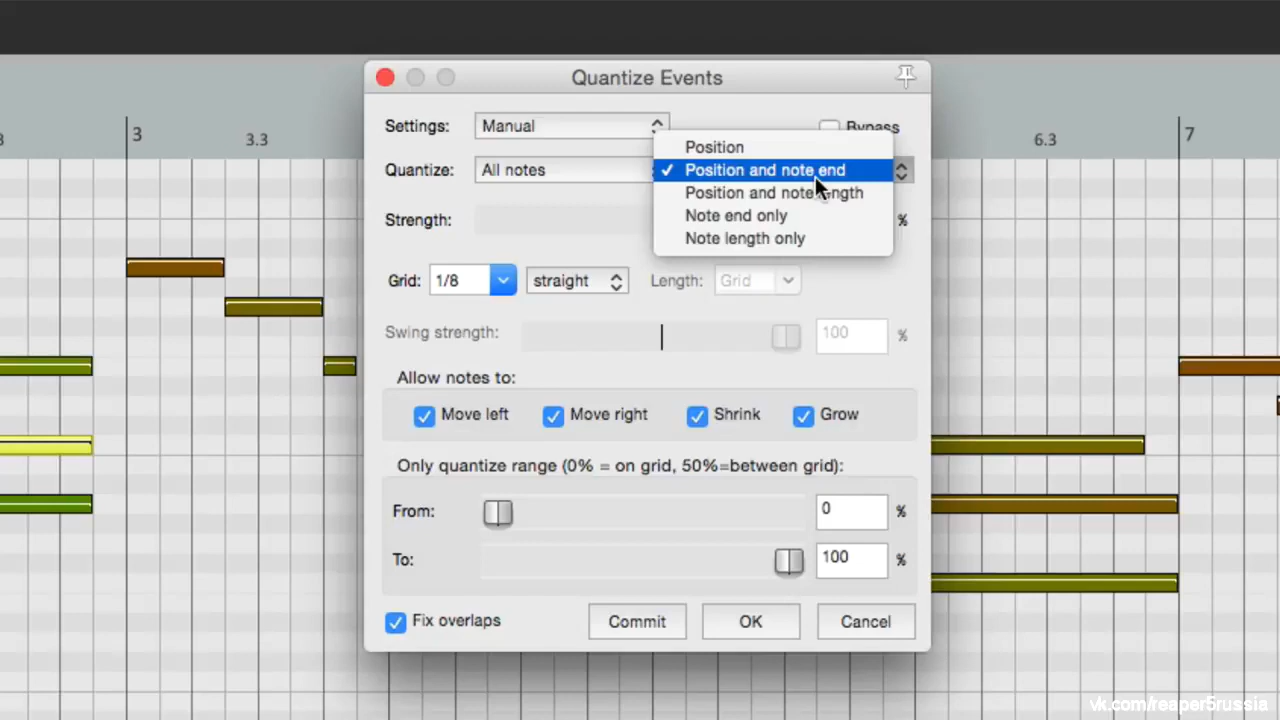 Quantize Events
3
3
3.3
6.3
7
Settings: Manual Bypass
Position
Quantize: All notes ✓ Position and note end
Position and note length
Strength: %
Note end only
Note length only
Grid: 1/8 straight Length: Grid
Swing strength: 100 %
Allow notes to:
Move left Move right Shrink Grow
Only quantize range (0% = on grid, 50%=between grid):
From: 0 %
To: 100 %
Fix overlaps Commit OK Cancel
vk.com/reaper5russia